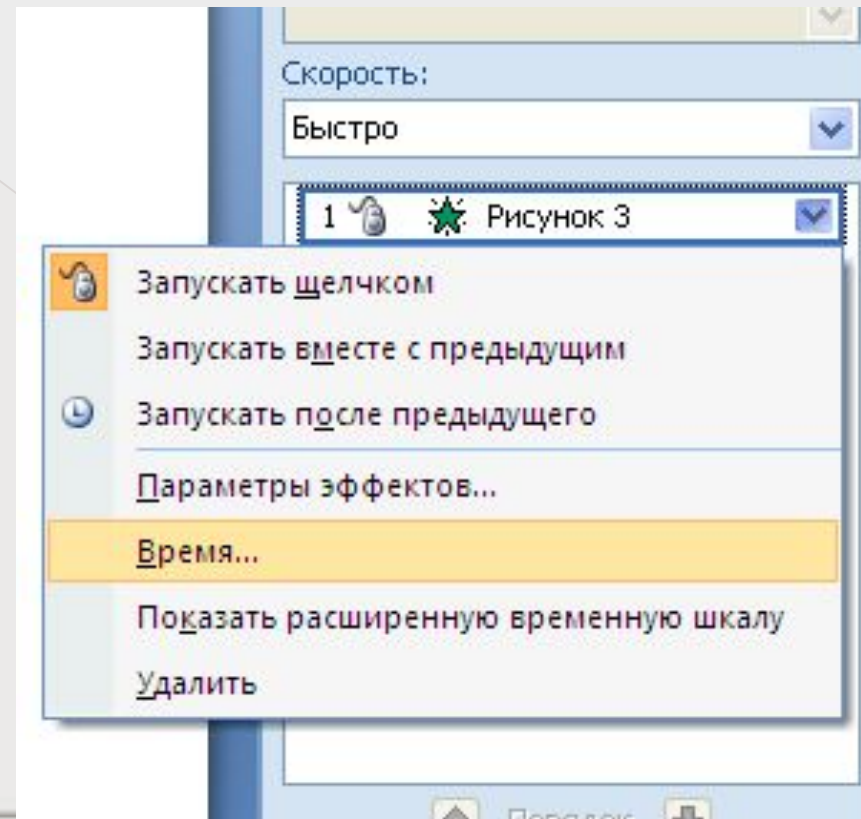 Скорость:
Быстро
1 Рисунок 3
Запускать щелчком
Запускать вместе с предыдущим
Запускать после предыдущего
Параметры эффектов...
Время...
Показать расширенную временную шкалу
Удалить
Порядок